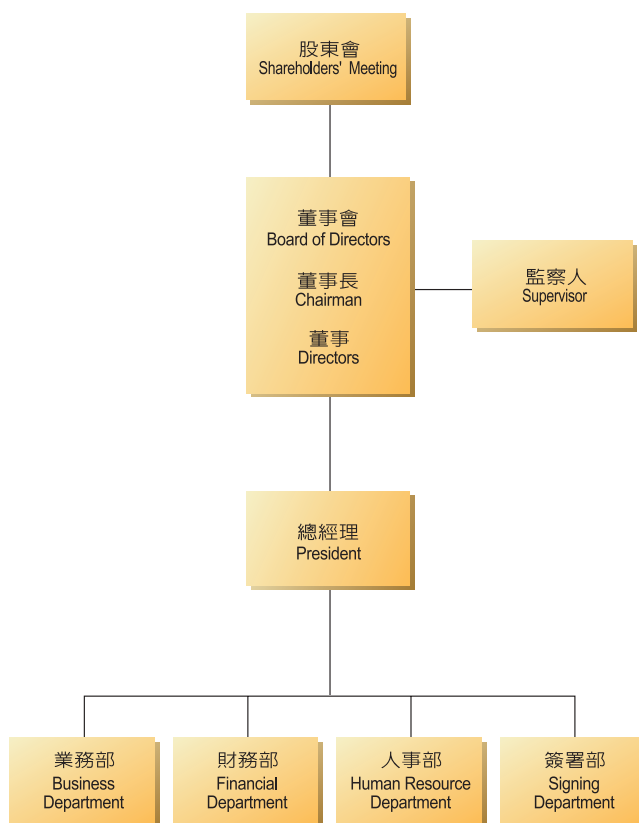 股東會
Shareholders' Meeting
董事會
Board of Directors
董事長
Chairman
董事
Directors
監察人
Supervisor
總經理
President
業務部
Business
Department
財務部
Financial
Department
人事部
Human Resource
Department
簽署部
Signing
Department